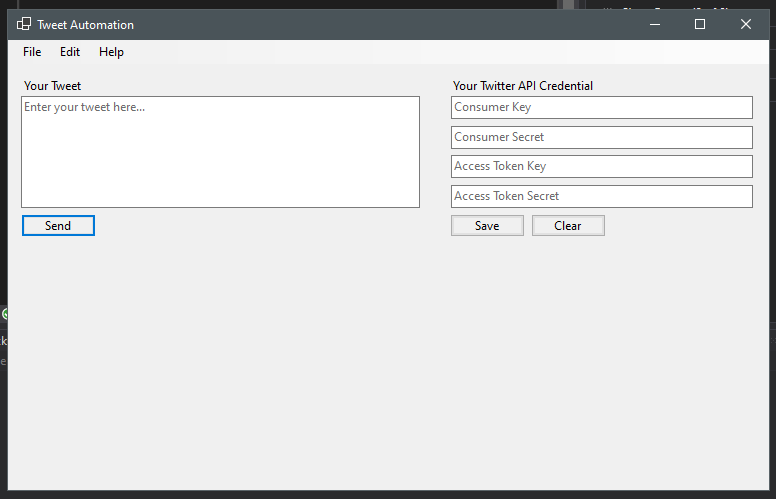 Tweet Automation
File Edit Help
Your Tweet
Enter your tweet here...
Send
Your Twitter API Credential
Consumer Key
Consumer Secret
Access Token Key
Access Token Secret
Save Clear